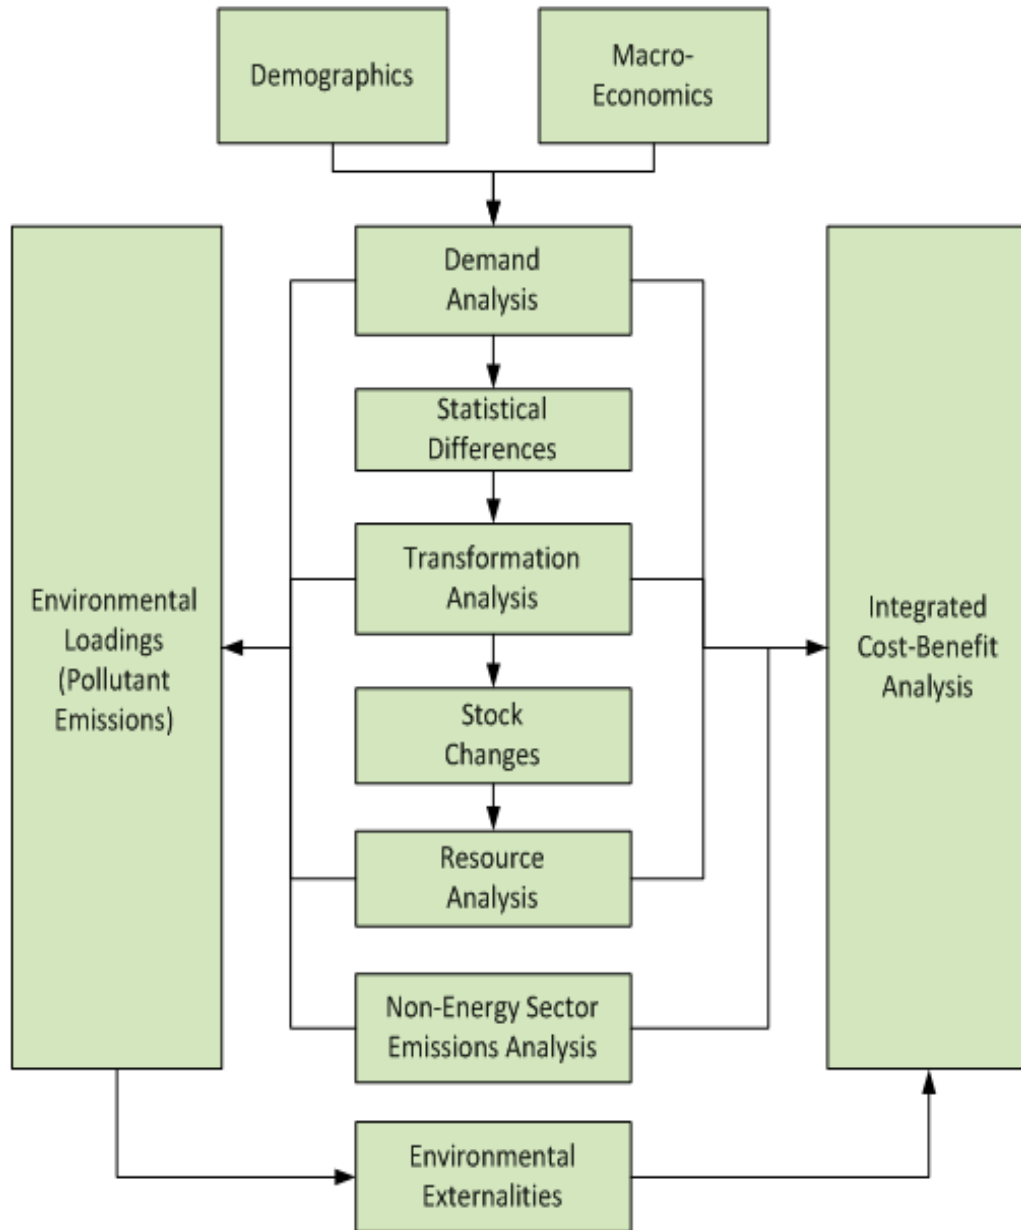 Demographics
Macro-
Economics
Demand
Analysis
Statistical
Differences
Transformation
Analysis
Environmental
Loadings
(Pollutant
Emissions)
Integrated
Cost-Benefit
Analysis
Stock
Changes
Resource
Analysis
Non-Energy Sector
Emissions Analysis
Environmental
Externalities